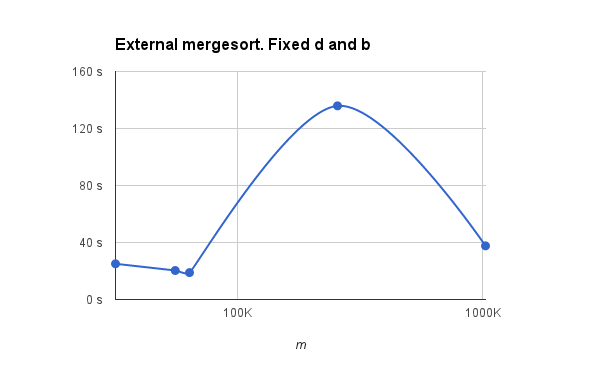 External mergesort. Fixed d and b
160 s
120 s
80 s
40 s
0 s
100K
1000K
m